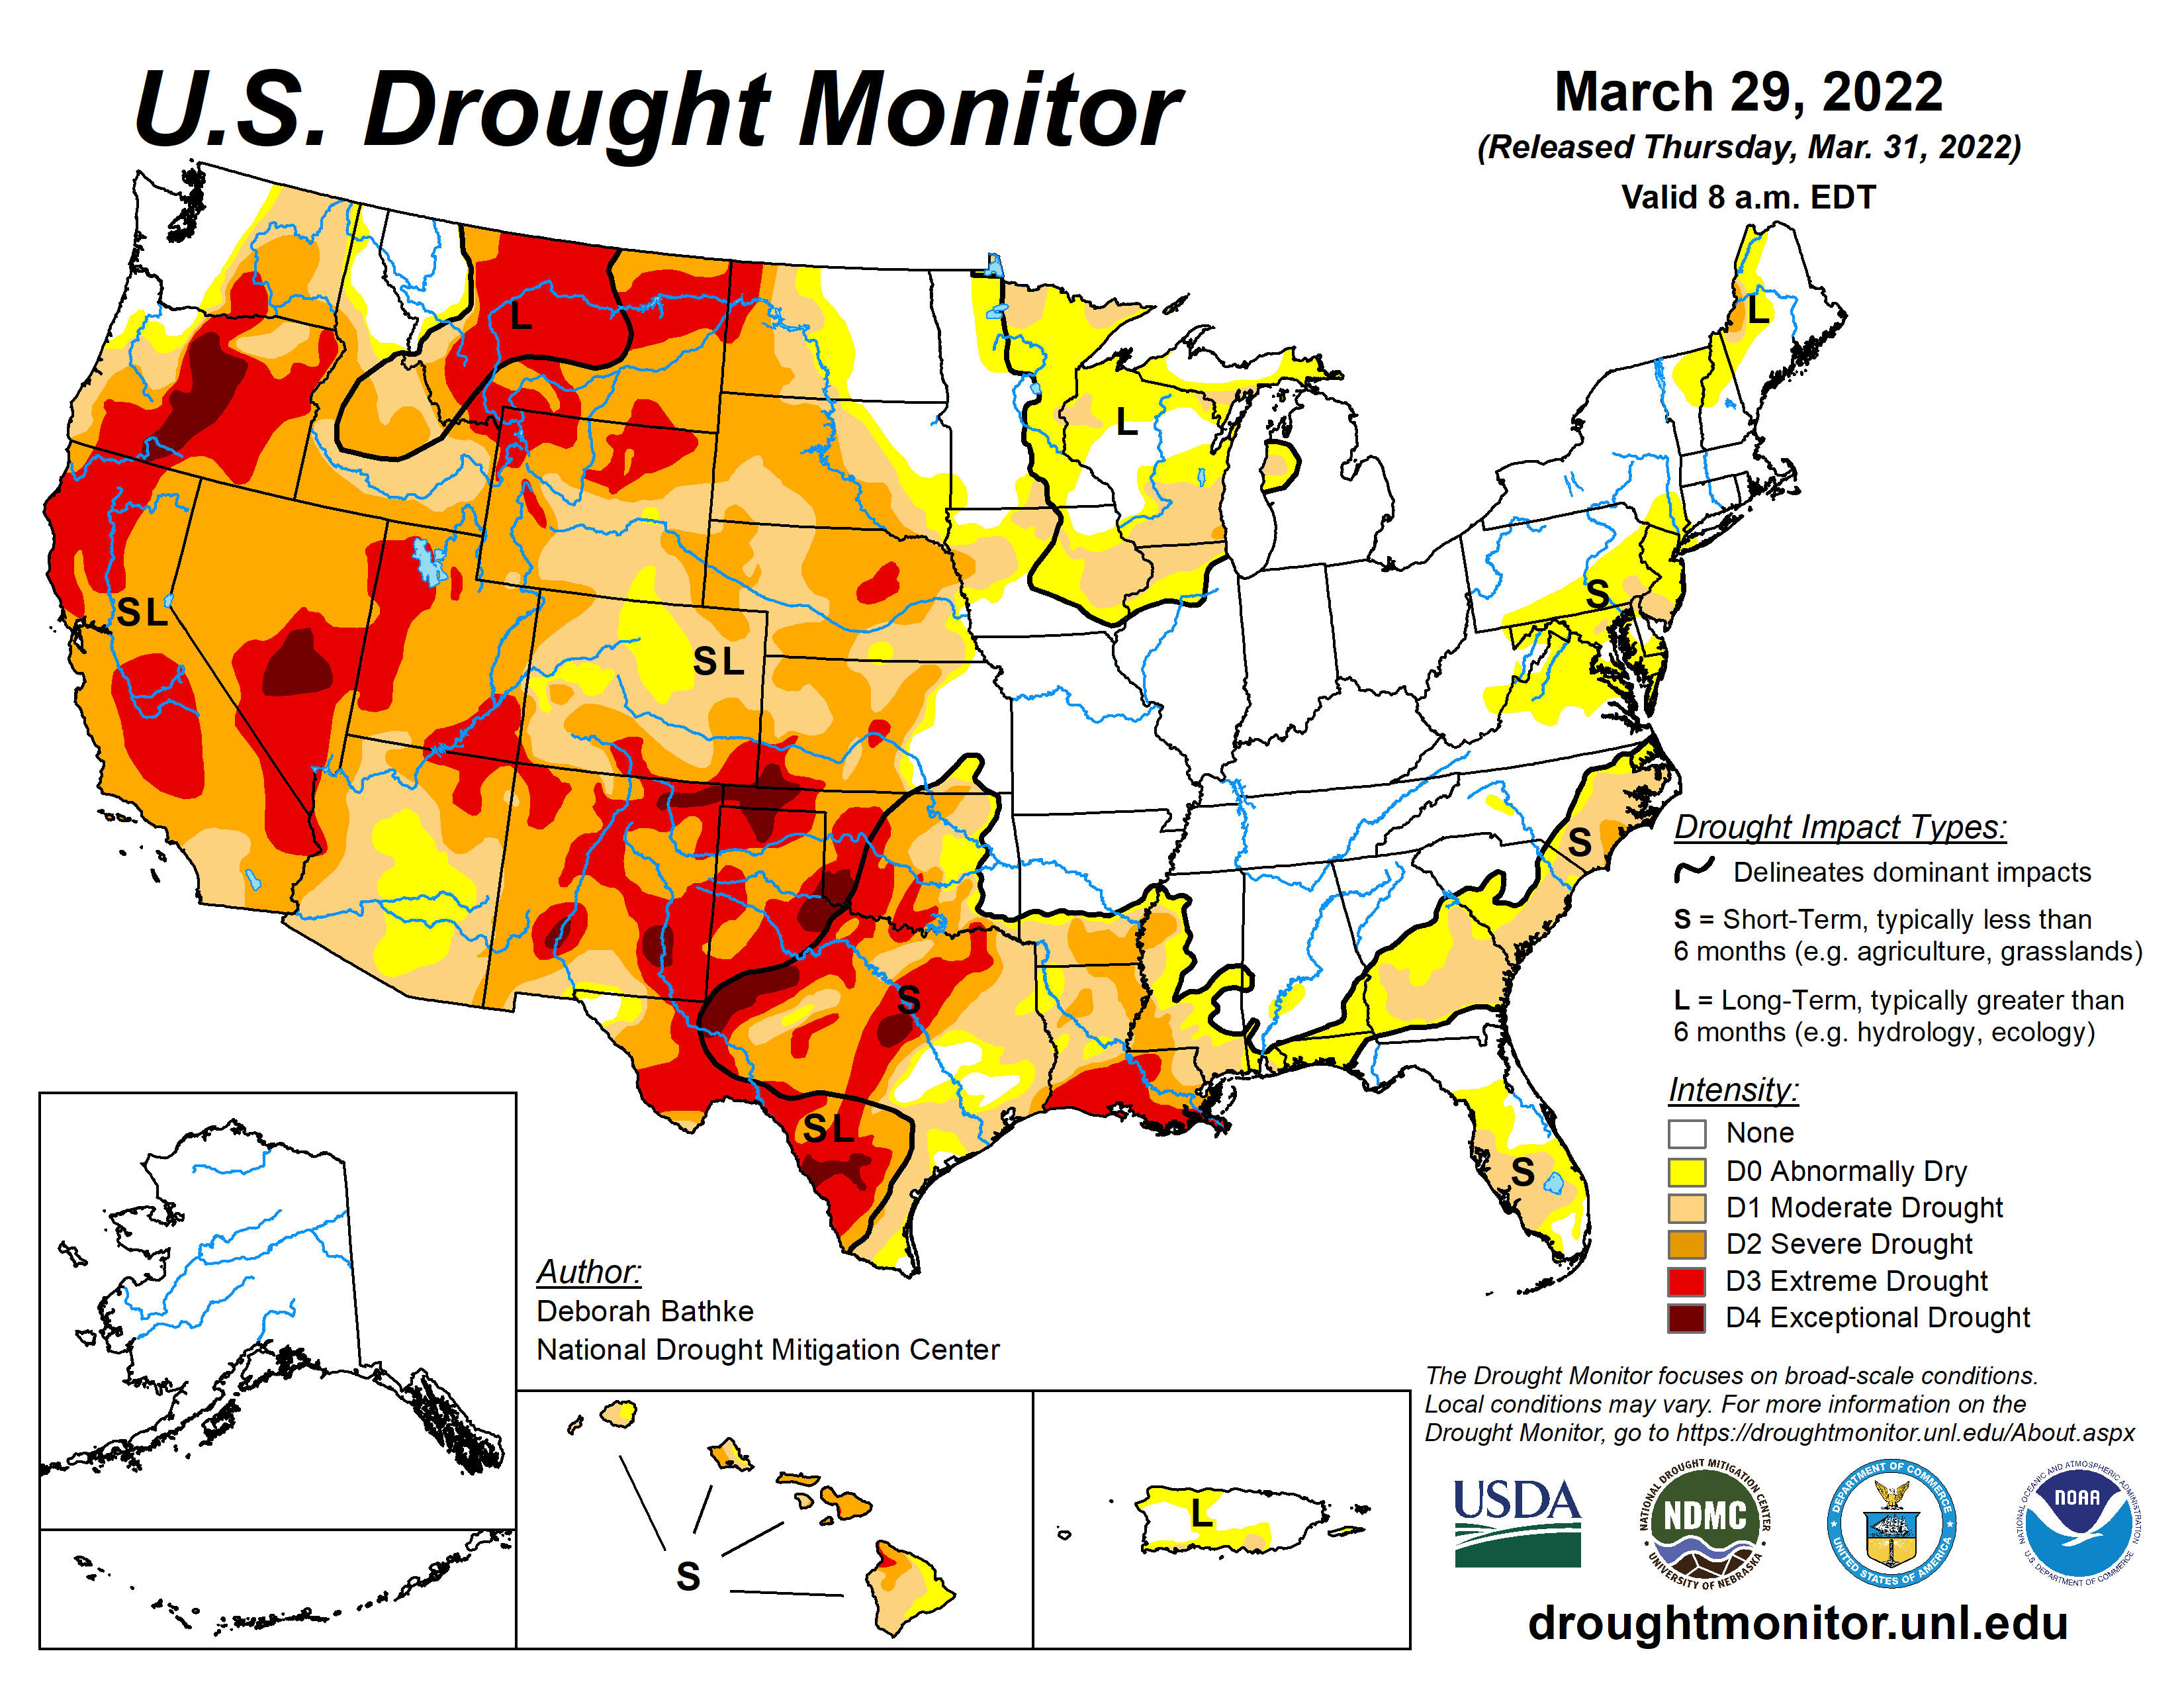 U.S. Drought Monitor
March 29, 2022
(Released Thursday, Mar. 31, 2022)
Valid 8 a.m. EDT
L
L
L
SL
SL
S
S
S
SL
S
Drought Impact Types:
Delineates dominant impacts
S = Short-Term, typically less than
6 months (e.g. agriculture, grasslands)
L = Long-Term, typically greater than
6 months (e.g. hydrology, ecology)
Intensity:
None
D0 Abnormally Dry
D1 Moderate Drought
D2 Severe Drought
D3 Extreme Drought
D4 Exceptional Drought
Author:
Deborah Bathke
National Drought Mitigation Center
S
L
The Drought Monitor focuses on broad-scale conditions.
Local conditions may vary. For more information on the
Drought Monitor, go to https://droughtmonitor.unl.edu/About.aspx
USDA
NATIONAL DROUGHT MITIGATION CENTER
NDMC
UNIVERSITY OF NEBRASKA
DEPARTMENT OF COMMERCE
UNITED STATES OF AMERICA
NATIONAL OCEANIC AND ATMOSPHERIC ADMINISTRATION
NOAA
U.S. DEPARTMENT OF COMMERCE
droughtmonitor.unl.edu